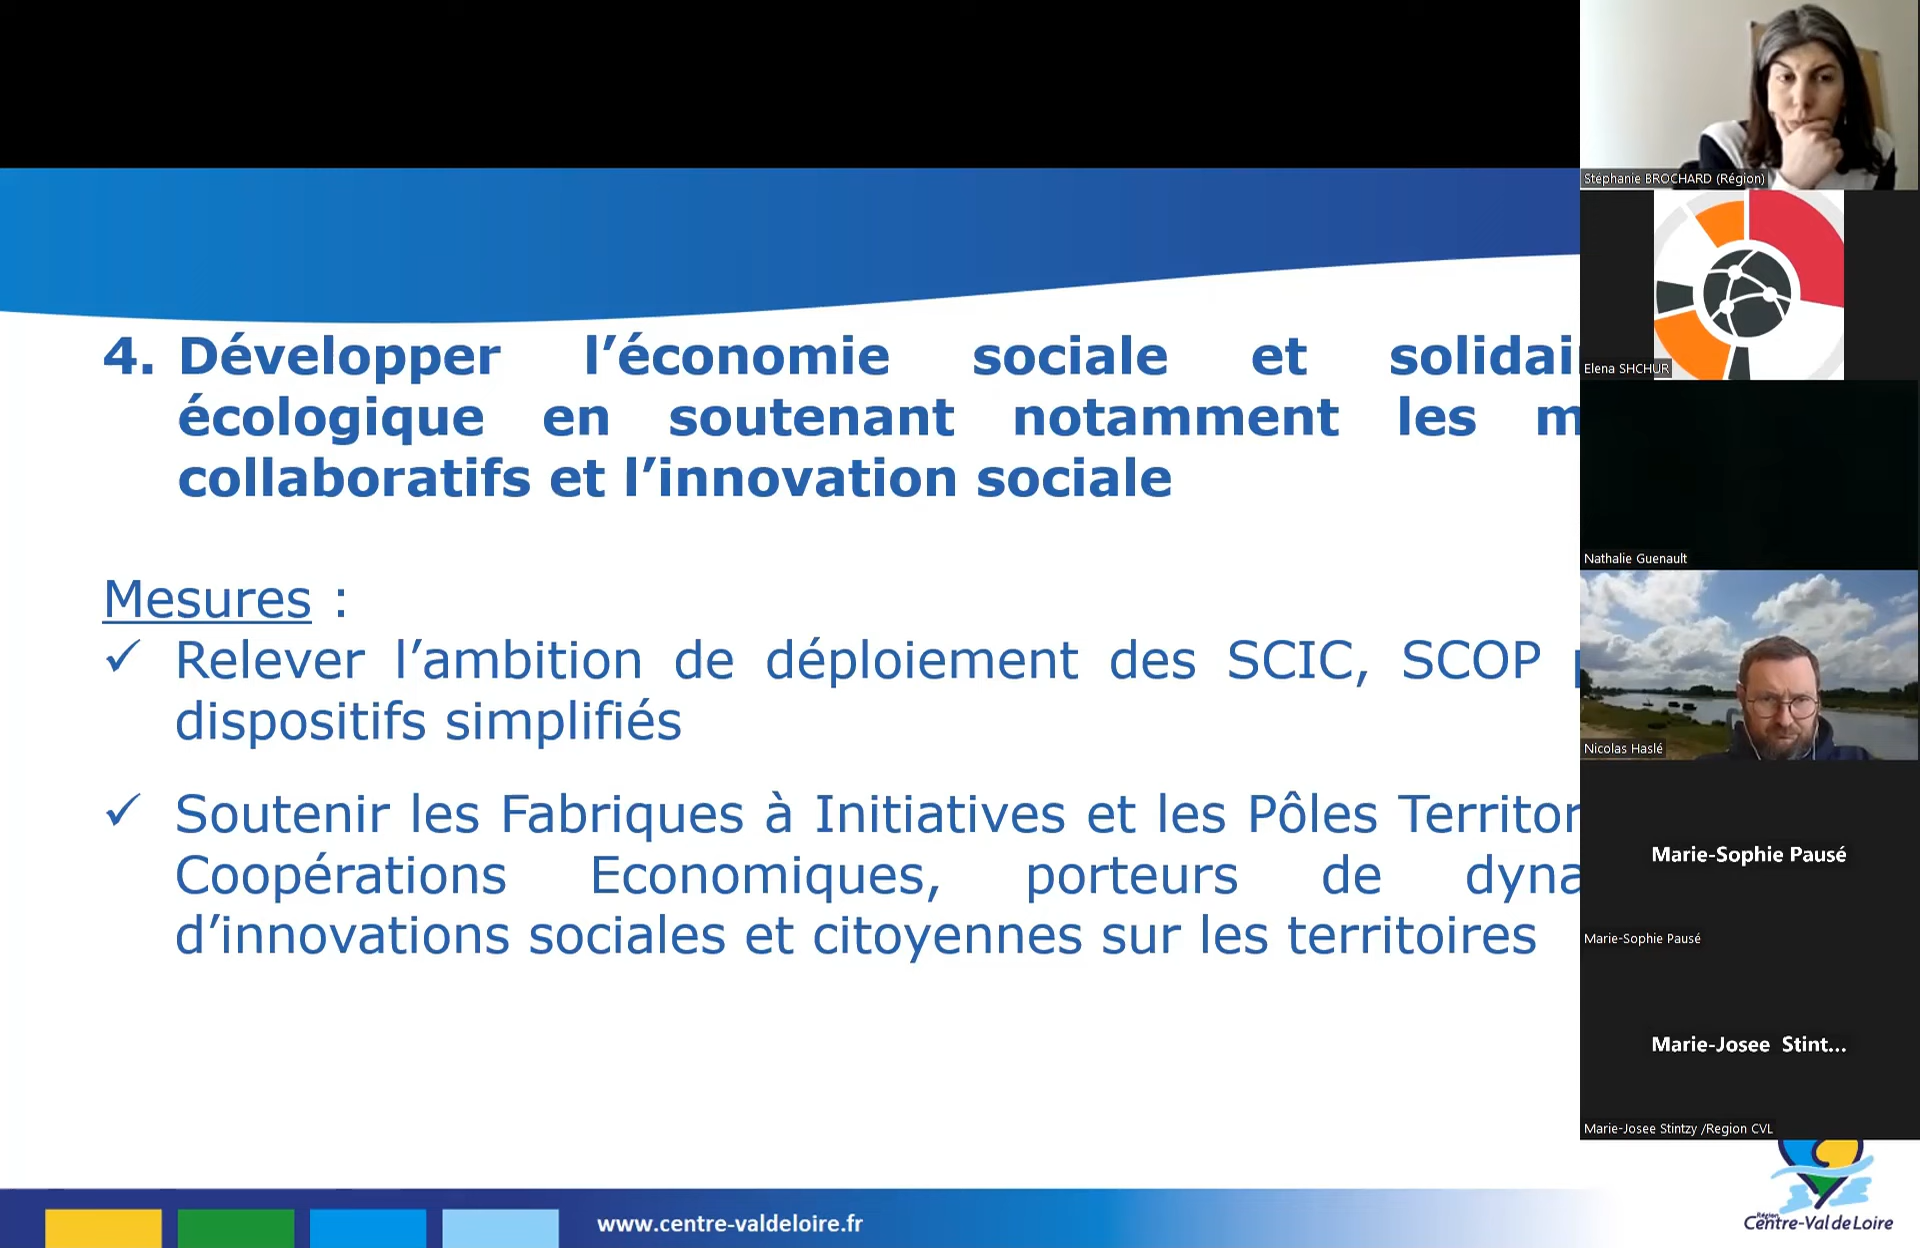 4. Développer l’économie sociale et
écologique en soutenant notamment les
collaboratifs et l’innovation sociale
Mesures :
✓ Relever l’ambition de déploiement des SCIC, SCOP
dispositifs simplifiés
✓ Soutenir les Fabriques à Initiatives et les Pôles
Coopérations Economiques, porteurs de
d’innovations sociales et citoyennes sur les territoires
www.centre-valdeloire.fr
Stéphanie BROCHARD (Région)
Elena SHCHUR
Nathalie Guenault
Nicolas Haslé
Marie-Sophie Pausé
Marie-Sophie Pausé
Marie-Josee Stint...
Marie-Josee Stintzy /Region CVL
Région
Centre-Val de Loire